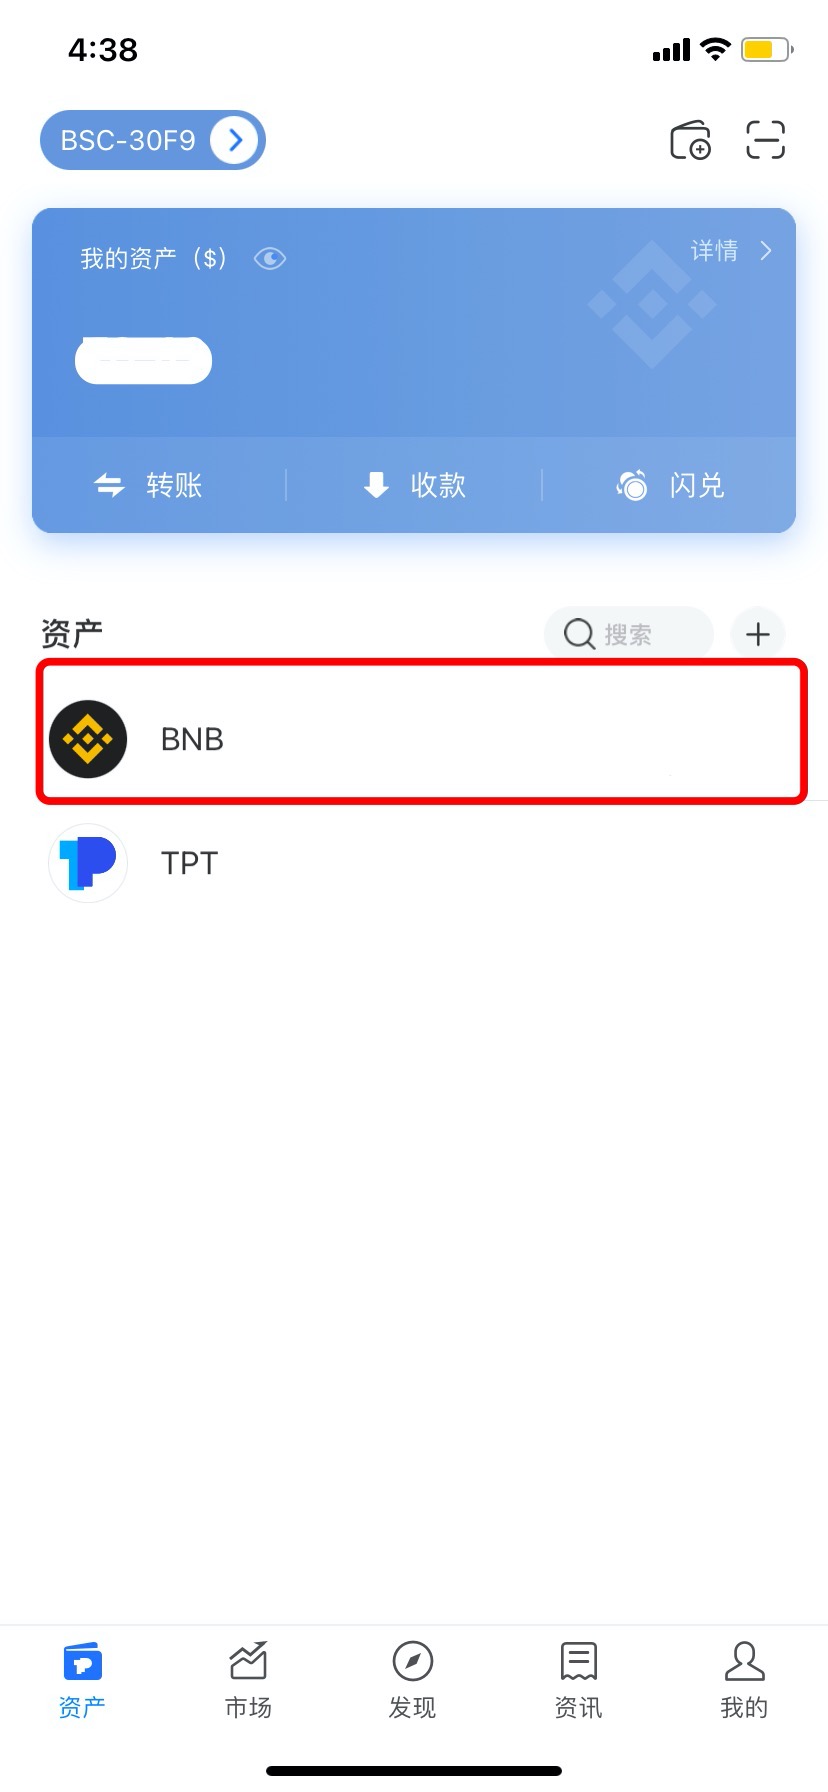 4:38
BSC-30F9
我的资产（$）
详情
转账
收款
闪兑
资产
搜索
BNB
TPT
资产
市场
发现
资讯
我的